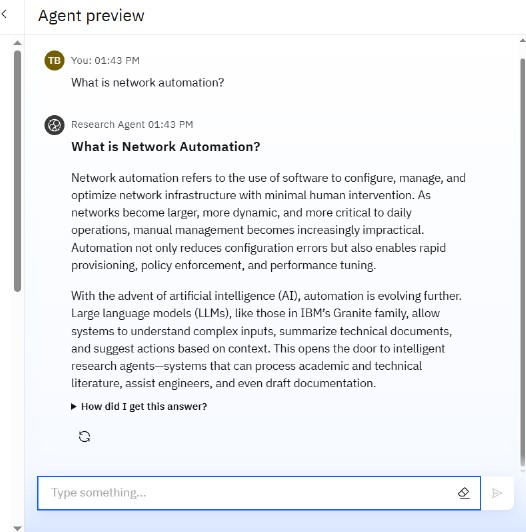 Agent preview
TB You: 01:43 PM
What is network automation?
Research Agent 01:43 PM
What is Network Automation?
Network automation refers to the use of software to configure, manage, and
optimize network infrastructure with minimal human intervention. As
networks become larger, more dynamic, and more critical to daily
operations, manual management becomes increasingly impractical.
Automation not only reduces configuration errors but also enables rapid
provisioning, policy enforcement, and performance tuning.
With the advent of artificial intelligence (AI), automation is evolving further.
Large language models (LLMs), like those in IBM’s Granite family, allow
systems to understand complex inputs, summarize technical documents,
and suggest actions based on context. This opens the door to intelligent
research agents—systems that can process academic and technical
literature, assist engineers, and even draft documentation.
How did I get this answer?
Type something...